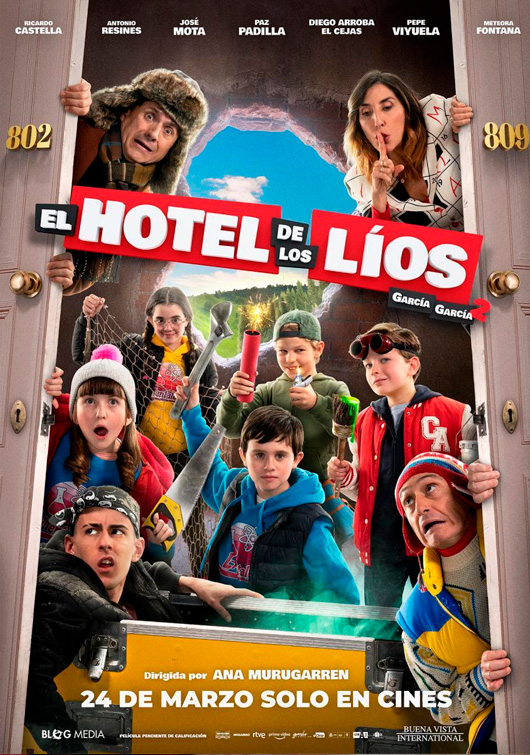 RICARDO CASTELLA
ANTONIO RESINES
JOSÉ MOTA
PAZ PADILLA
DIEGO ARROBA EL CEJAS
PEPE VIYUELA
METEORA FONTANA
802
809
EL HOTEL DE LOS LÍOS
GARCÍA GARCÍA 2
CA
Dirigida por ANA MURUGARREN
24 DE MARZO SOLO EN CINES
BLOG MEDIA
PELÍCULA PENDIENTE DE CALIFICACIÓN
rtve
prime video
BUENA VISTA INTERNATIONAL